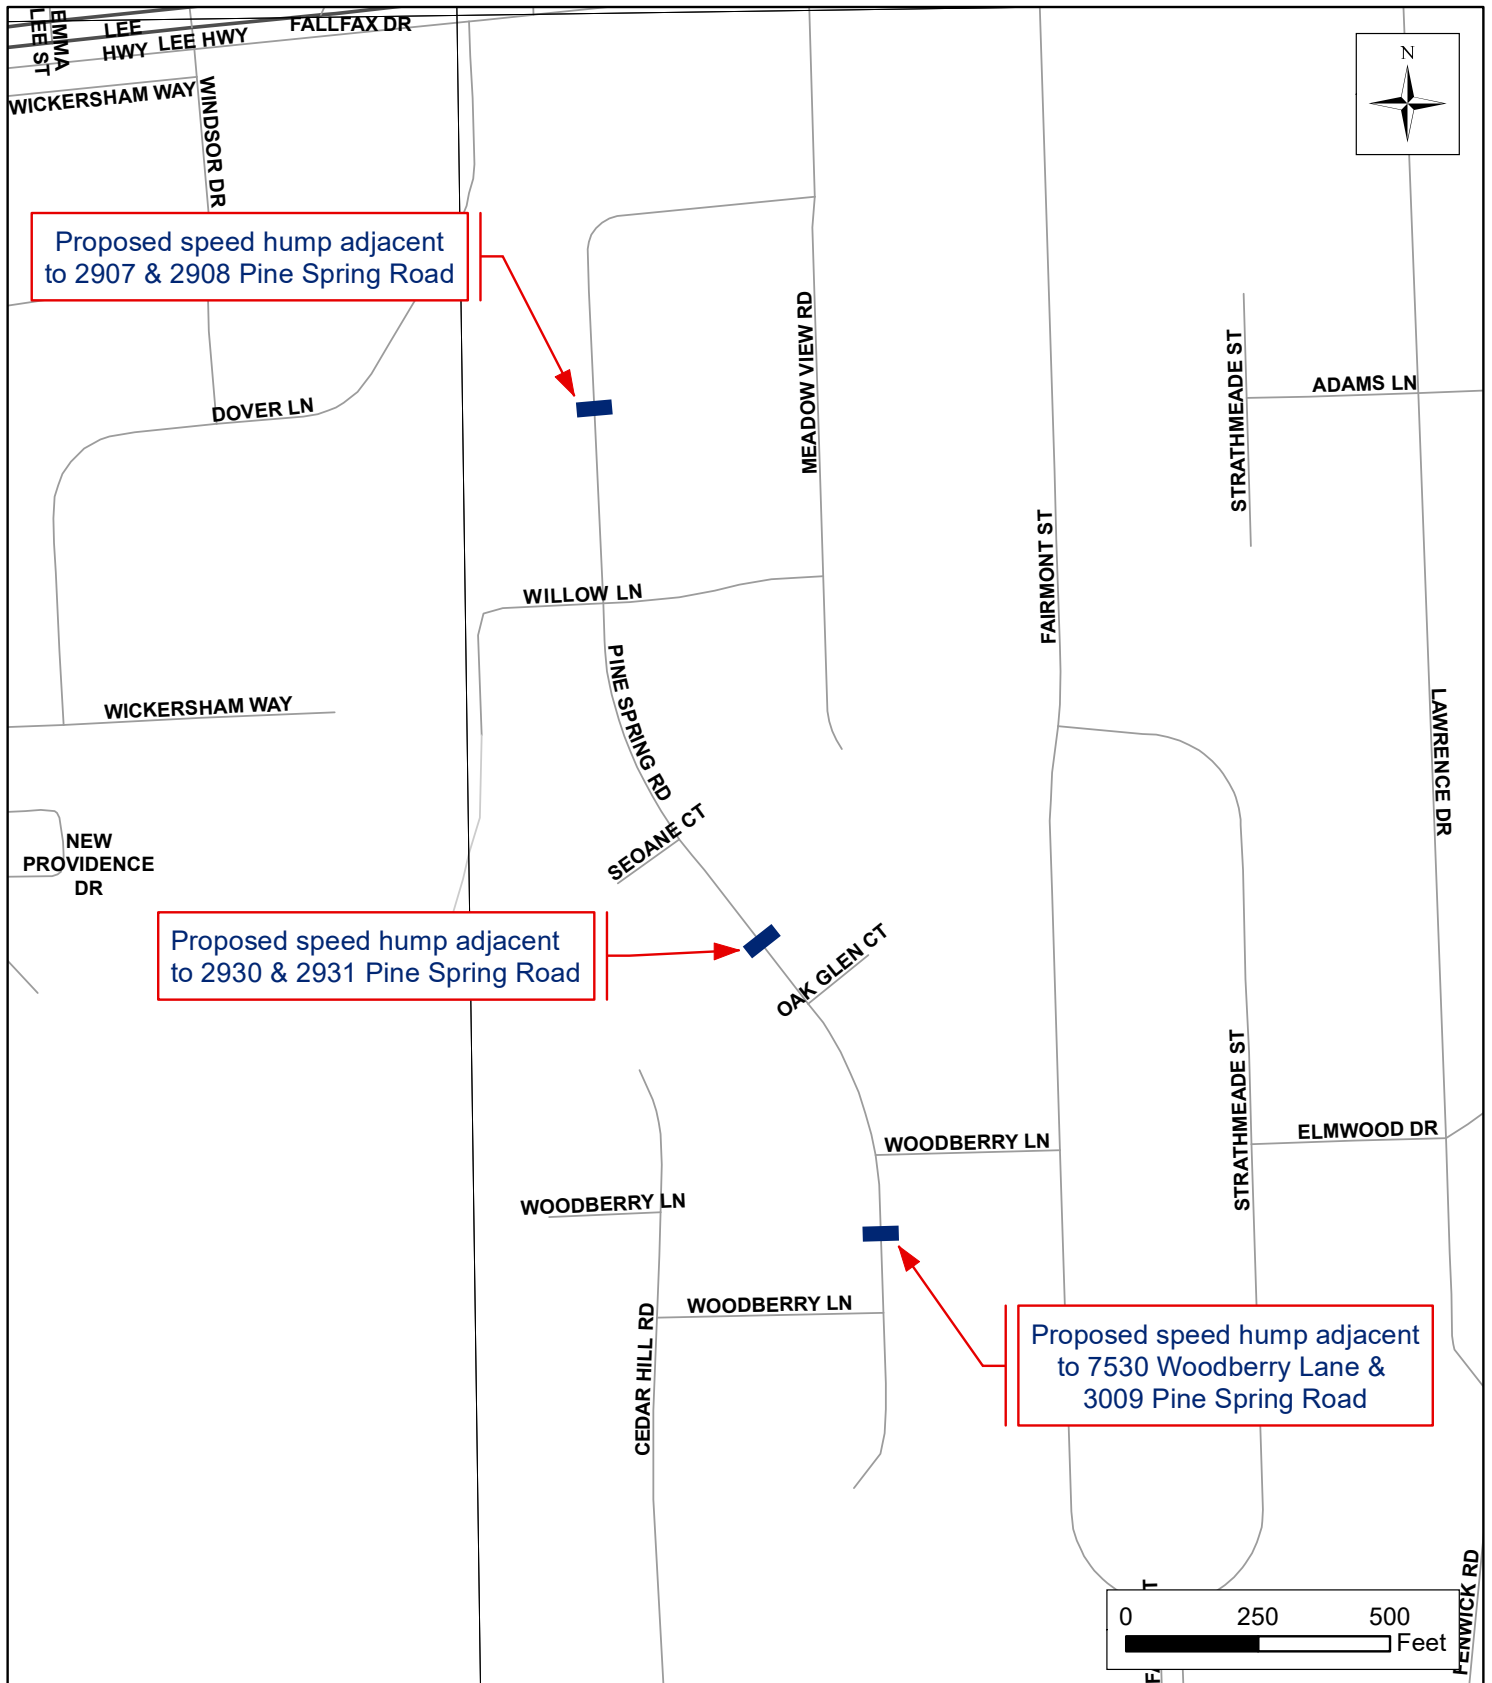 EMMA
LEE ST
LEE
HWY
LEE HWY
FALLFAX DR
N
WICKERSHAM WAY
WINDSOR DR
Proposed speed hump adjacent
to 2907 & 2908 Pine Spring Road
MEADOW VIEW RD
STRATHMEADE ST
ADAMS LN
DOVER LN
FAIRMONT ST
WILLOW LN
PINE SPRING RD
WICKERSHAM WAY
LAWRENCE DR
SEOANE CT
NEW
PROVIDENCE
DR
Proposed speed hump adjacent
to 2930 & 2931 Pine Spring Road
OAK GLEN CT
STRATHMEADE ST
WOODBERRY LN
ELMWOOD DR
WOODBERRY LN
WOODBERRY LN
CEDAR HILL RD
Proposed speed hump adjacent
to 7530 Woodberry Lane &
3009 Pine Spring Road
FENWICK RD
0 250 500
Feet